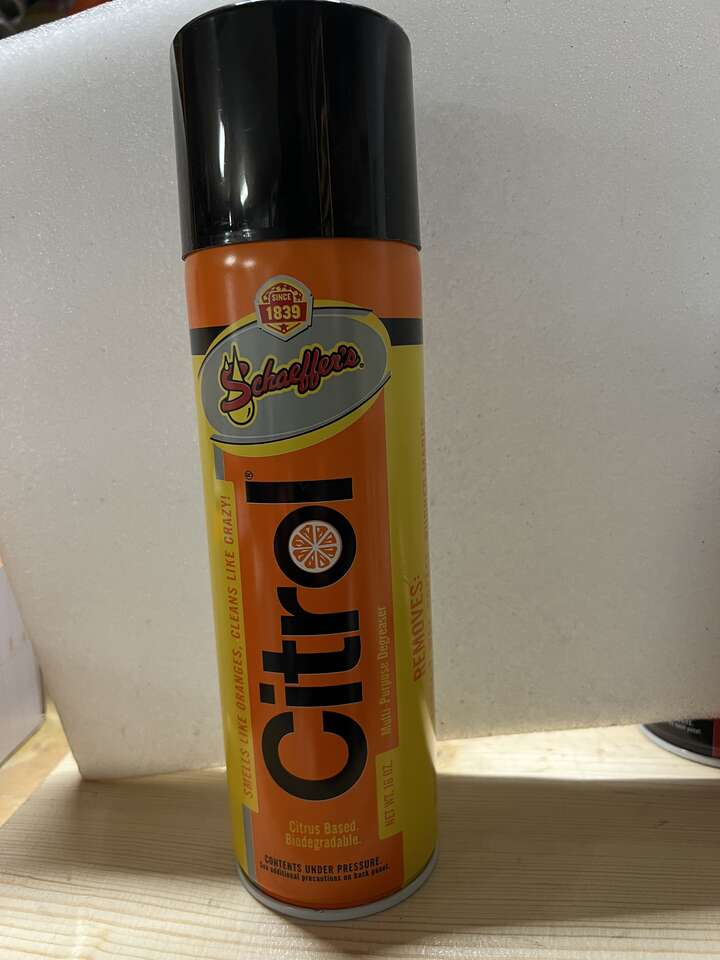 SINCE
1839
Schaeffer's®
Citrol®
SMELLS LIKE ORANGES, CLEANS LIKE CRAZY!
Multi-Purpose Degreaser
NET WT. 16 OZ.
REMOVES:
Citrus Based.
Biodegradable.
CONTENTS UNDER PRESSURE.
See additional precautions on back panel.